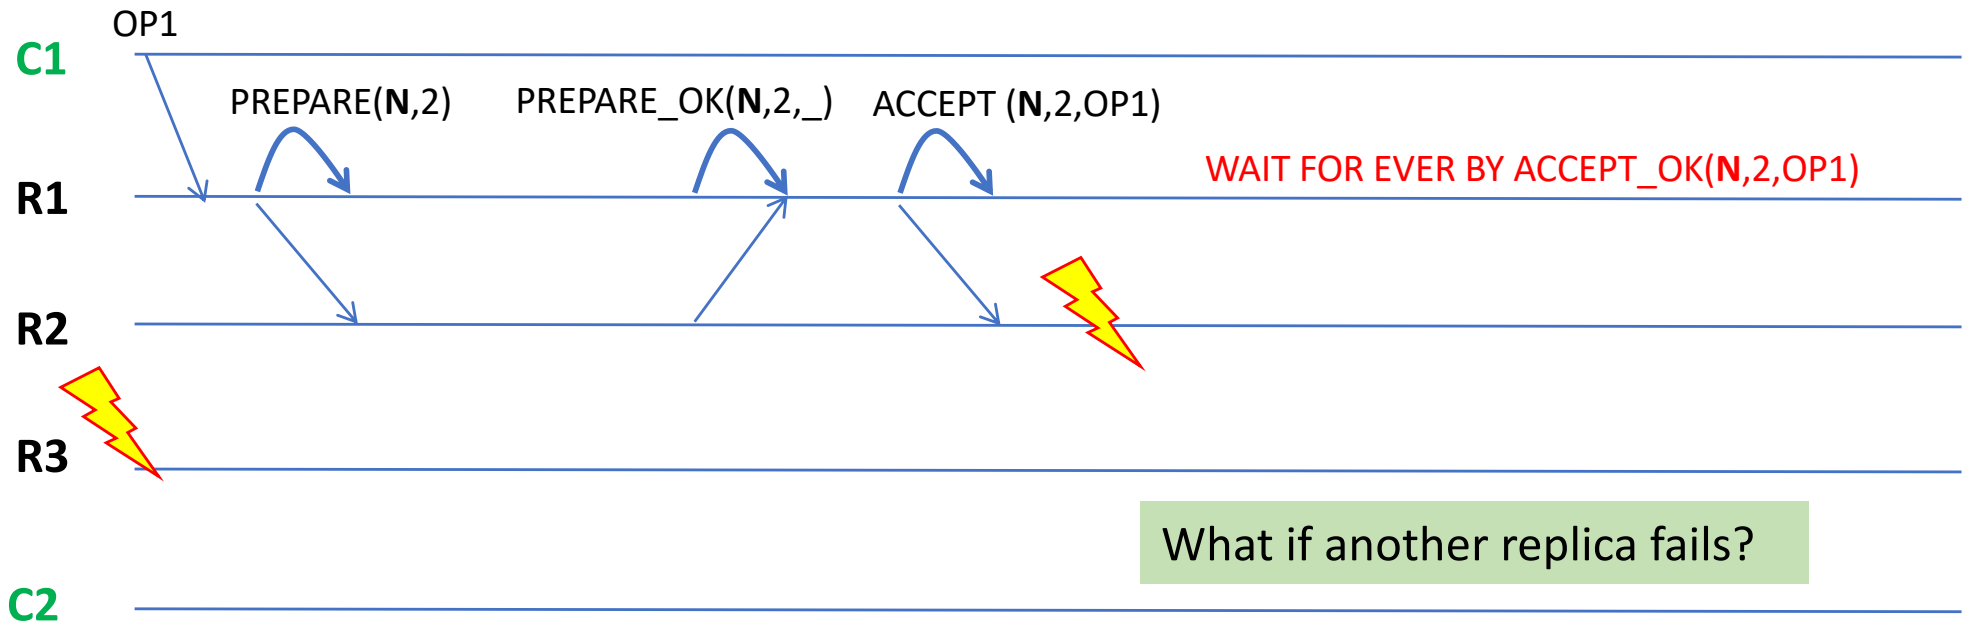 OP1
C1
PREPARE(N,2)
PREPARE_OK(N,2,_)
ACCEPT (N,2,OP1)
WAIT FOR EVER BY ACCEPT_OK(N,2,OP1)
R1
R2
R3
What if another replica fails?
C2